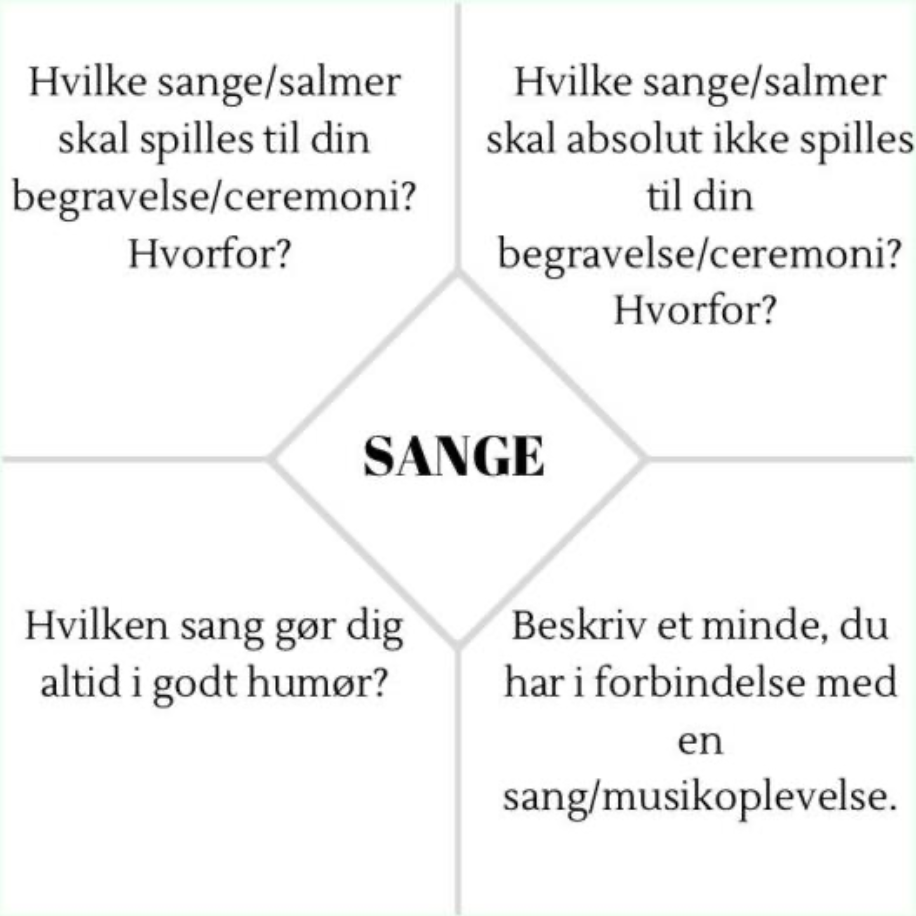 Hvilke sange/salmer
skal spilles til din
begravelse/ceremoni?
Hvorfor?
Hvilke sange/salmer
skal absolut ikke spilles
til din
begravelse/ceremoni?
Hvorfor?
SANGE
Hvilken sang gør dig
altid i godt humør?
Beskriv et minde, du
har i forbindelse med
en
sang/musikoplevelse.